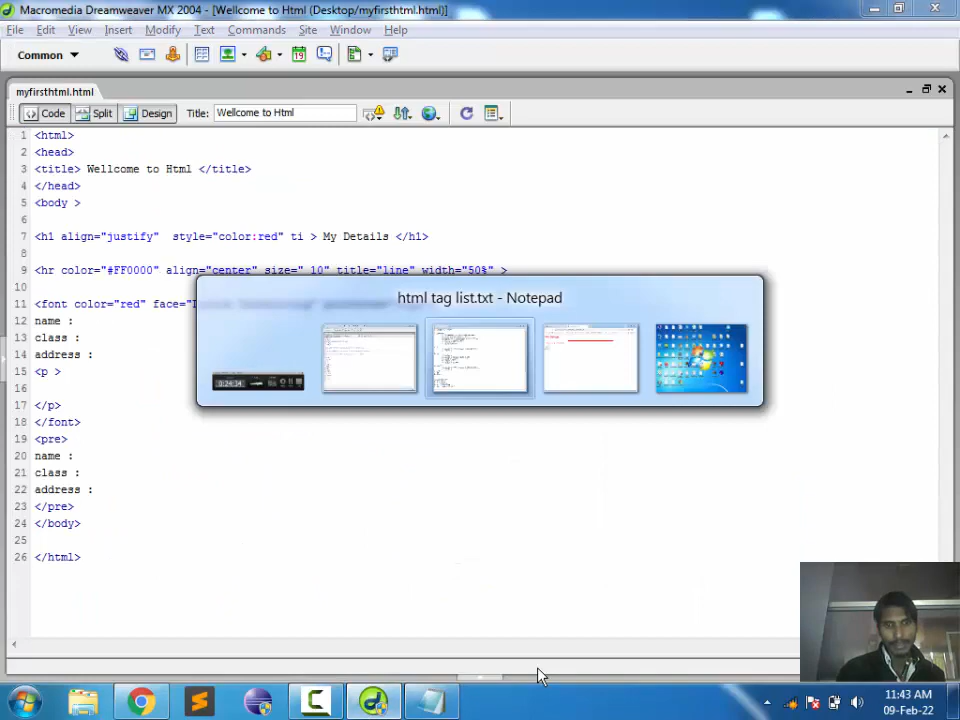 Macromedia Dreamweaver MX 2004 - [Wellcome to Html (Desktop/myfirsthtml.html)]
File Edit View Insert Modify Text Commands Site Window Help
Common
myfirsthtml.html
Code Split Design Title: Wellcome to Html
1 <html>
2 <head>
3 <title> Wellcome to Html </title>
4 </head>
5 <body >
6
7 <h1 align="justify" style="color:red" ti > My Details </h1>
8
9 <hr color="#FF0000" align="center" size=" 10" title="line" width="50%" >
10
11 <font color="red" face="
html tag list.txt - Notepad
12 name :
13 class :
14 address :
15 <p >
16
17 </p>
18 </font>
19 <pre>
20 name :
21 class :
22 address :
23 </pre>
24 </body>
25
26 </html>
11:43 AM
09-Feb-22